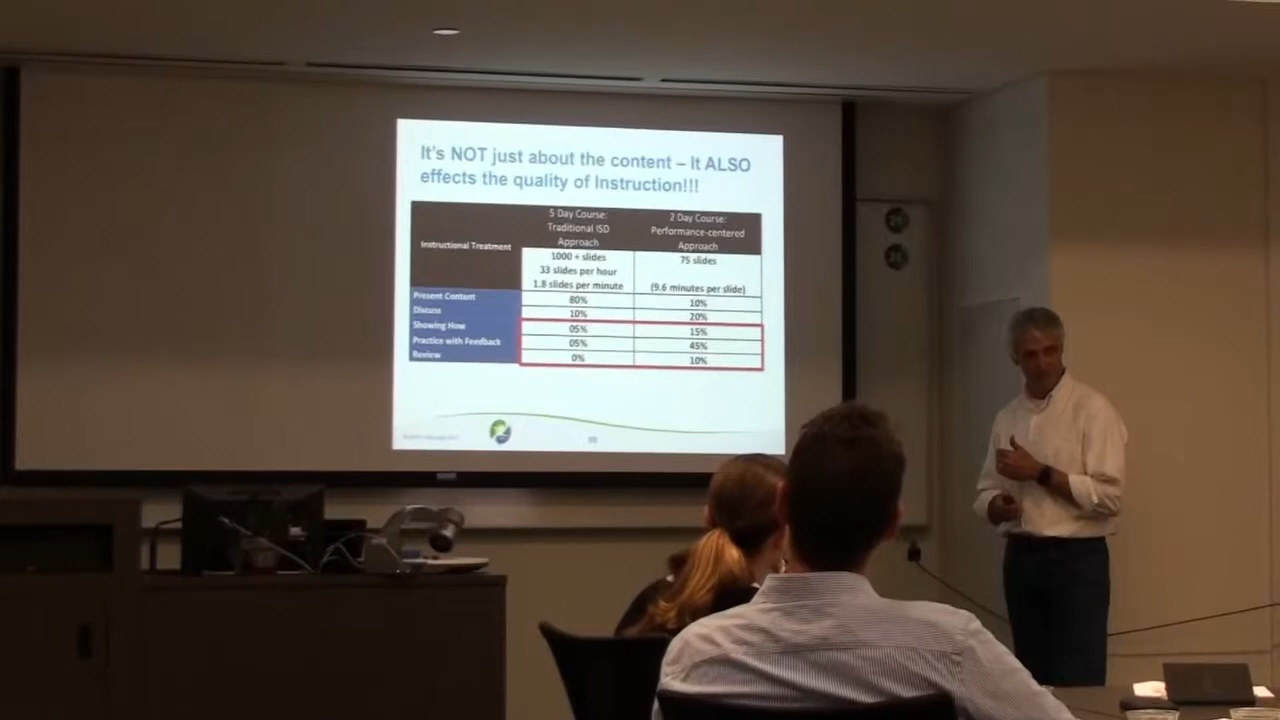 It's NOT just about the content – It ALSO
effects the quality of Instruction!!!
Instructional Treatment
5 Day Course:
Traditional ISD
Approach
2 Day Course:
Performance-centered
Approach
1000 + slides
33 slides per hour
1.8 slides per minute
75 slides
(9.6 minutes per slide)
Present Content 80% 10%
Discuss 10% 20%
Showing How 05% 15%
Practice with Feedback 05% 45%
Review 0% 10%